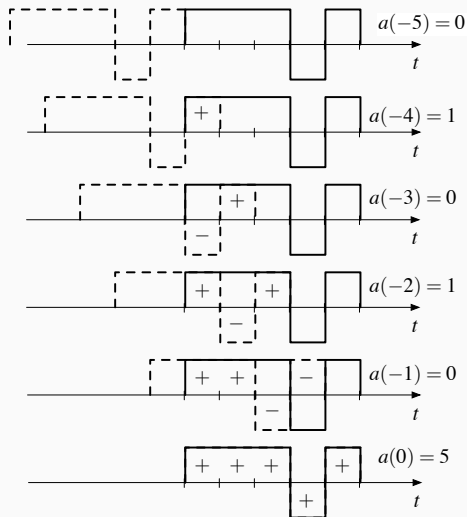 a(−5) = 0
t
+
a(−4) = 1
t
+
a(−3) = 0
−
t
+ +
a(−2) = 1
−
t
+ + −
a(−1) = 0
−
t
a(0) = 5
+ + + +
+
t